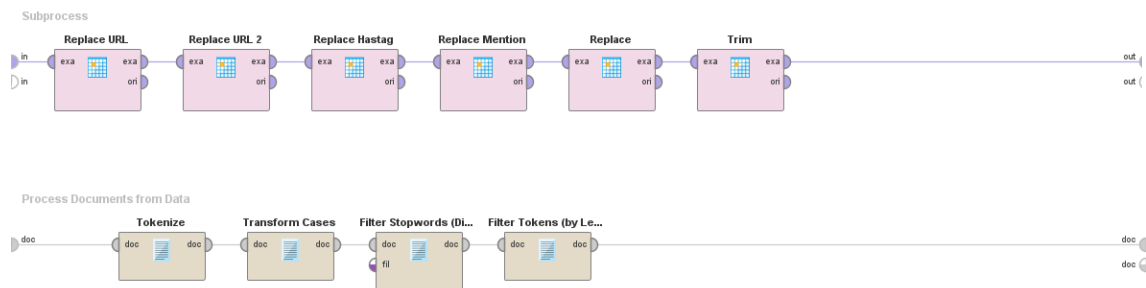 Subprocess
Replace URL Replace URL 2 Replace Hastag Replace Mention Replace Trim
in exa exa exa exa exa exa exa exa exa exa exa exa out
in ori ori ori ori ori ori out
Process Documents from Data
Tokenize Transform Cases Filter Stopwords (Di... Filter Tokens (by Le...
doc doc doc doc doc doc doc doc doc doc
fil doc